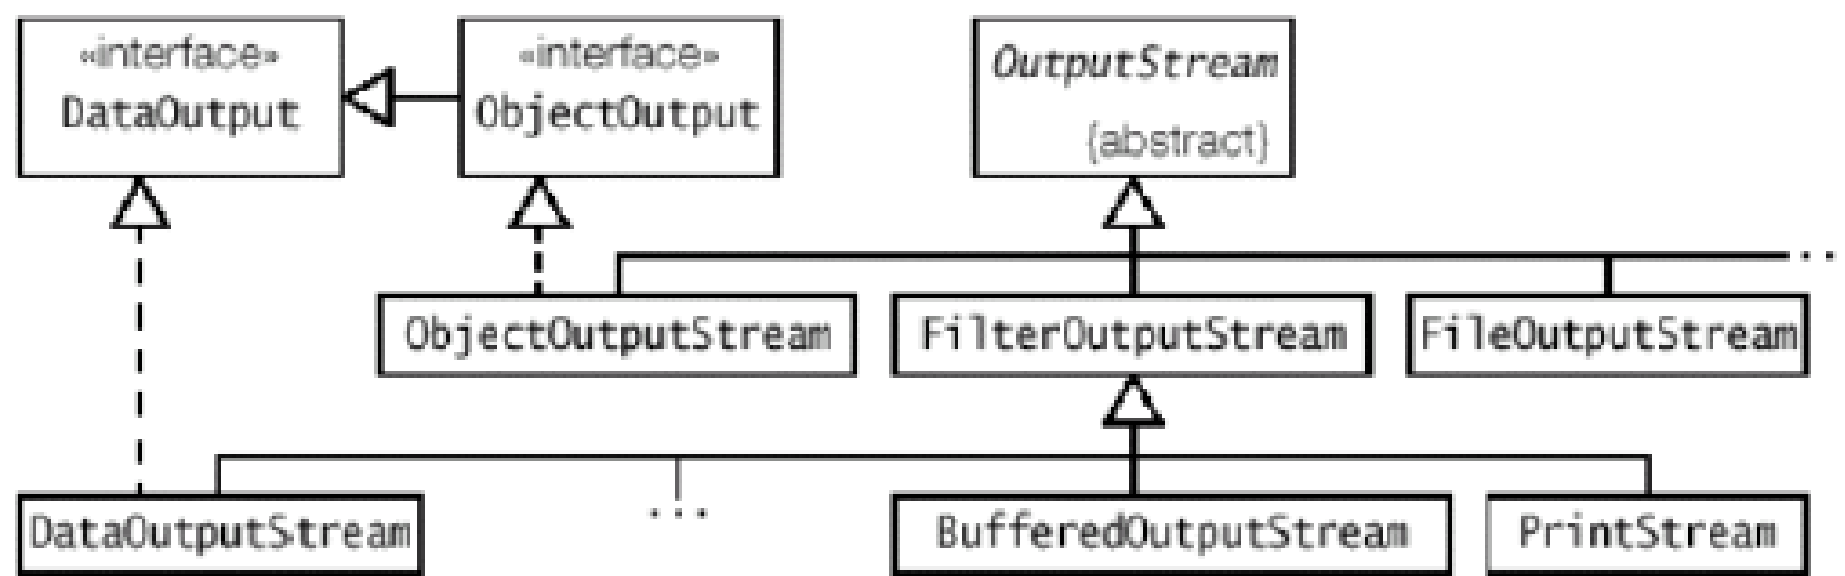 «interface»
DataOutput
«interface»
ObjectOutput
OutputStream
{abstract}
...
ObjectOutputStream
FilterOutputStream
FileOutputStream
DataOutputStream
...
BufferedOutputStream
PrintStream